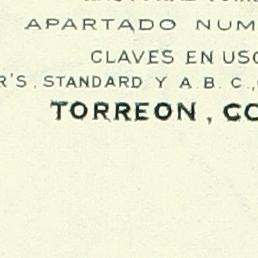 APARTADO NUM
CLAVES EN USO
R'S, STANDARD Y A. B. C.,
TORREON, CO